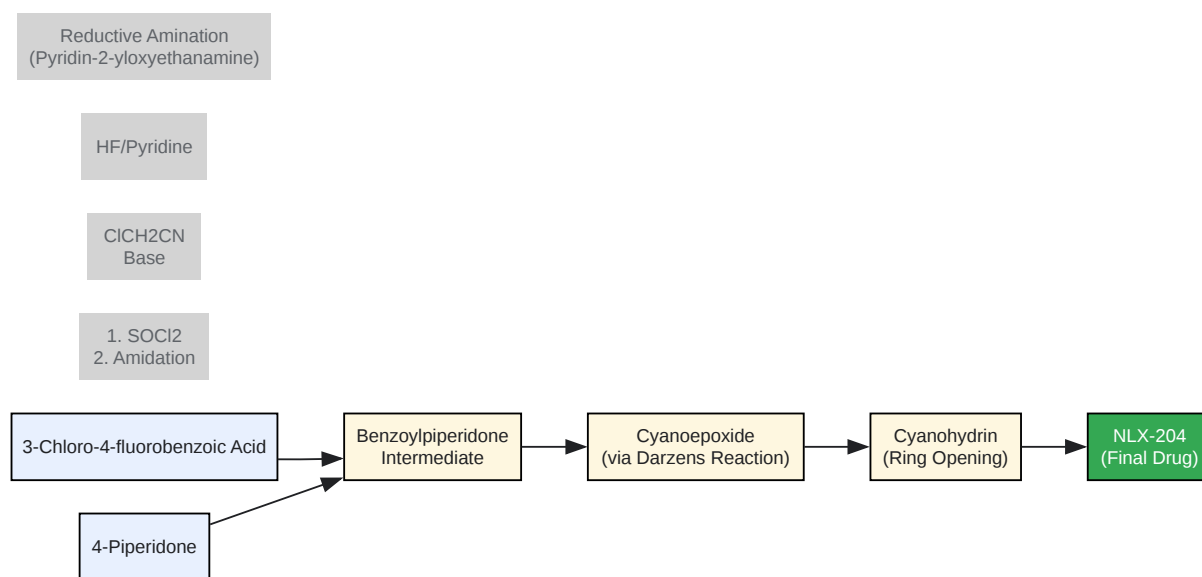 Reductive Amination
(Pyridin-2-yloxyethanamine)
HF/Pyridine
ClCH2CN
Base
1. SOCl2
2. Amidation
3-Chloro-4-fluorobenzoic Acid
4-Piperidone
Benzoylpiperidone
Intermediate
Cyanoepoxide
(via Darzens Reaction)
Cyanohydrin
(Ring Opening)
NLX-204
(Final Drug)